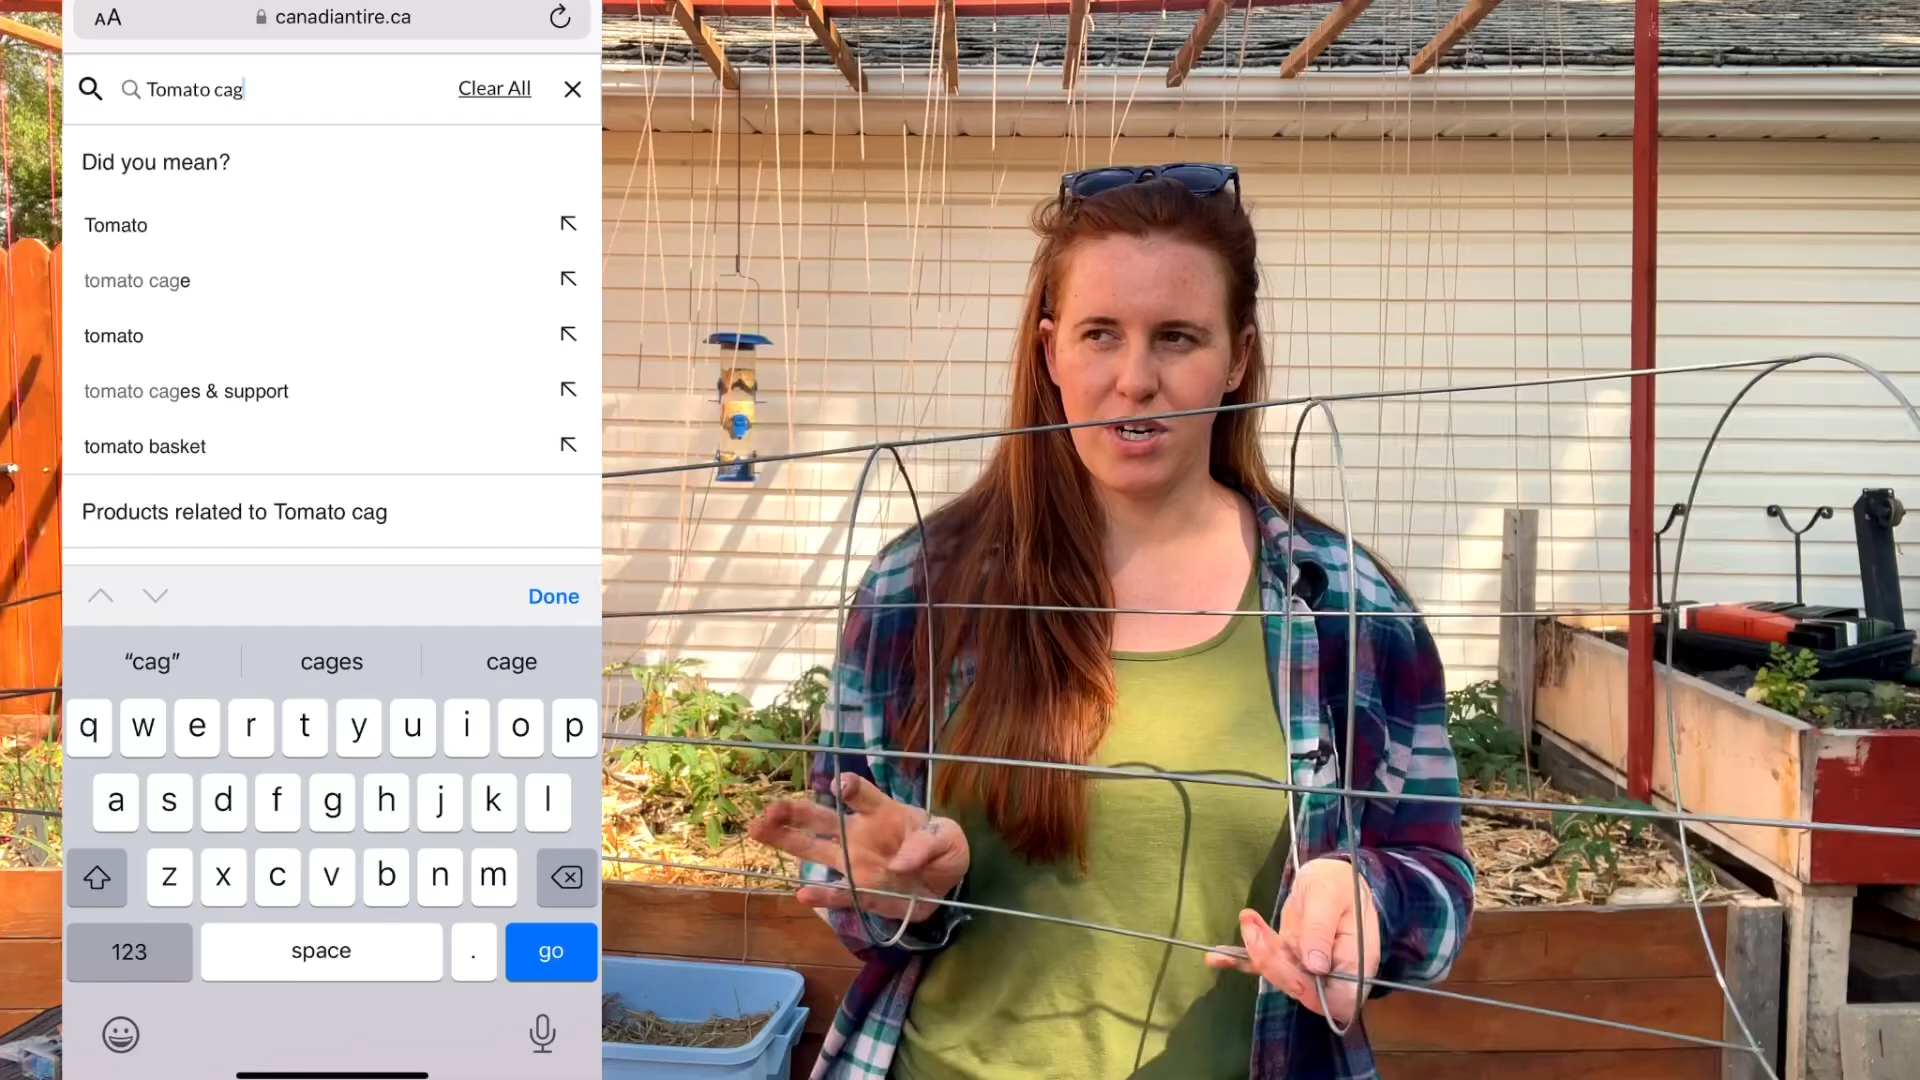 AA canadiantire.ca
Tomato cag Clear All
Did you mean?
Tomato
tomato cage
tomato
tomato cages & support
tomato basket
Products related to Tomato cag
Done
“cag” cages cage
q w e r t y u i o p
a s d f g h j k l
z x c v b n m
123 space . go